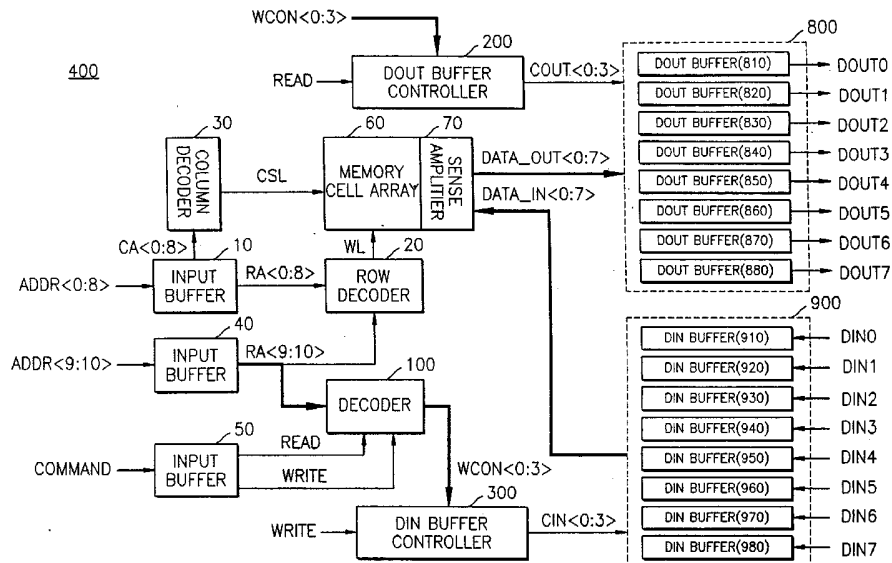 WCON<0:3>
400
200
800
READ
DOUT BUFFER
CONTROLLER
COUT<0:3>
DOUT BUFFER(810)
DOUT0
DOUT BUFFER(820)
DOUT1
DOUT BUFFER(830)
DOUT2
DOUT BUFFER(840)
DOUT3
DOUT BUFFER(850)
DOUT4
DOUT BUFFER(860)
DOUT5
DOUT BUFFER(870)
DOUT6
DOUT BUFFER(880)
DOUT7
30
60
70
COLUMN
DECODER
CSL
MEMORY
CELL ARRAY
SENSE
AMPLITIER
DATA_OUT<0:7>
DATA_IN<0:7>
CA<0:8>
10
WL
20
ADDR<0:8>
INPUT
BUFFER
RA<0:8>
ROW
DECODER
40
ADDR<9:10>
INPUT
BUFFER
RA<9:10>
100
DECODER
50
COMMAND
INPUT
BUFFER
READ
WRITE
WCON<0:3>
300
WRITE
DIN BUFFER
CONTROLLER
CIN<0:3>
900
DIN BUFFER(910)
DIN0
DIN BUFFER(920)
DIN1
DIN BUFFER(930)
DIN2
DIN BUFFER(940)
DIN3
DIN BUFFER(950)
DIN4
DIN BUFFER(960)
DIN5
DIN BUFFER(970)
DIN6
DIN BUFFER(980)
DIN7